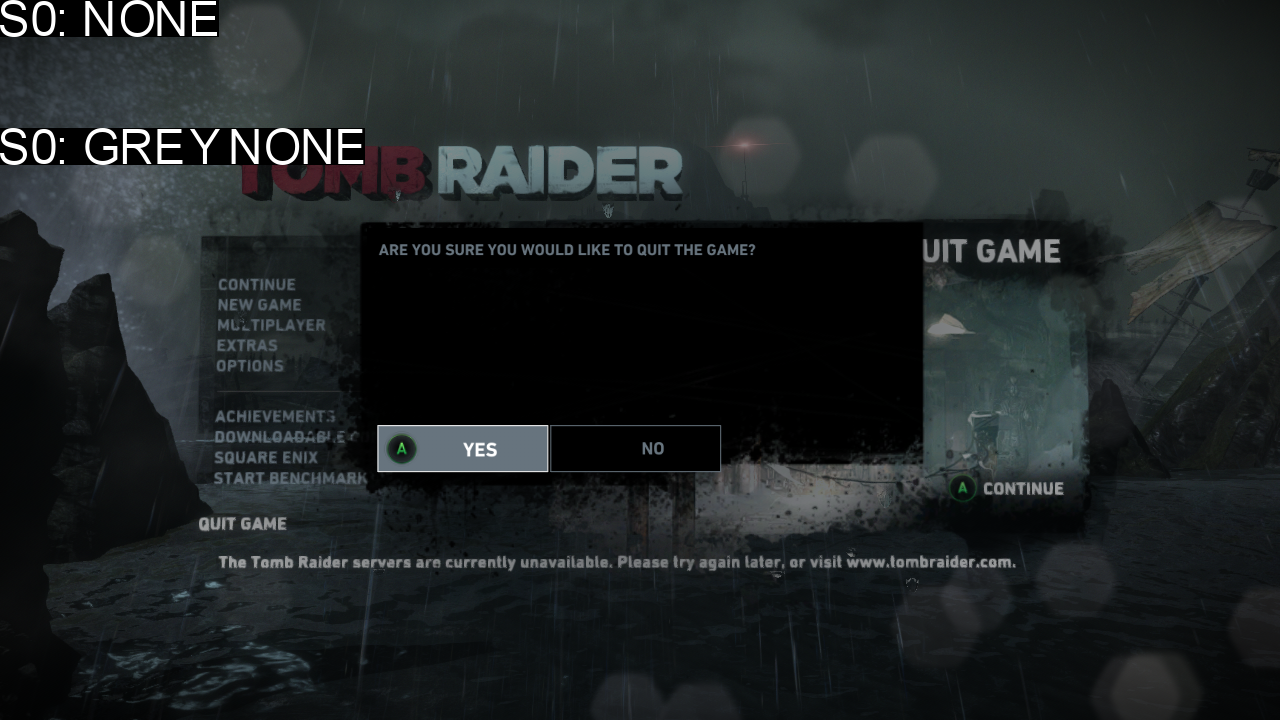 S0: NONE
S0: GREY NONE
TOMB RAIDER
ARE YOU SURE YOU WOULD LIKE TO QUIT THE GAME?
UIT GAME
CONTINUE
NEW GAME
MULTIPLAYER
EXTRAS
OPTIONS
ACHIEVEMENTS
DOWNLOADABLE C
SQUARE ENIX
START BENCHMARK
A YES
NO
A CONTINUE
QUIT GAME
The Tomb Raider servers are currently unavailable. Please try again later, or visit www.tombraider.com.